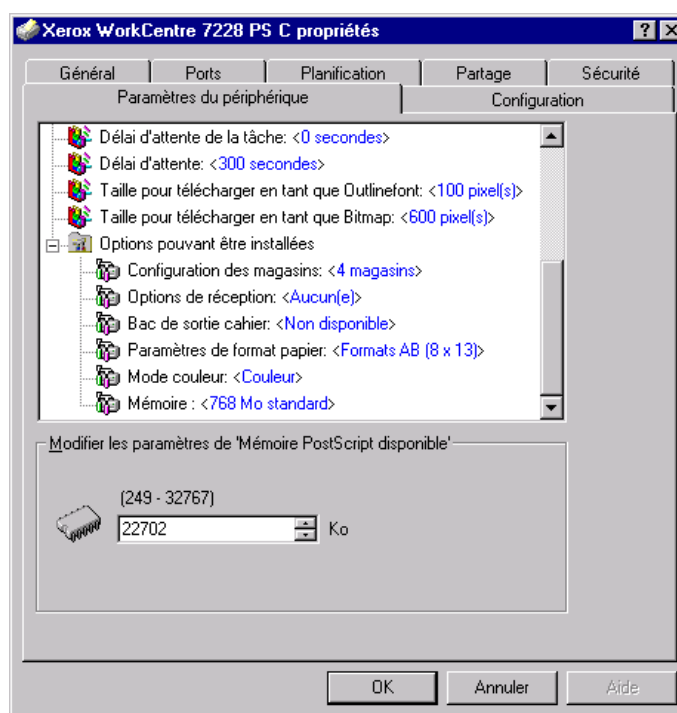 Xerox WorkCentre 7228 PS C propriétés
Général Ports Planification Partage Sécurité
Paramètres du périphérique Configuration
Délai d'attente de la tâche: <0 secondes>
Délai d'attente: <300 secondes>
Taille pour télécharger en tant que Outlinefont: <100 pixel(s)>
Taille pour télécharger en tant que Bitmap: <600 pixel(s)>
Options pouvant être installées
Configuration des magasins: <4 magasins>
Options de réception: <Aucun(e)>
Bac de sortie cahier: <Non disponible>
Paramètres de format papier: <Formats AB (8 x 13)>
Mode couleur: <Couleur>
Mémoire : <768 Mo standard>
Modifier les paramètres de 'Mémoire PostScript disponible'
(249 - 32767)
22702 Ko
OK Annuler Aide